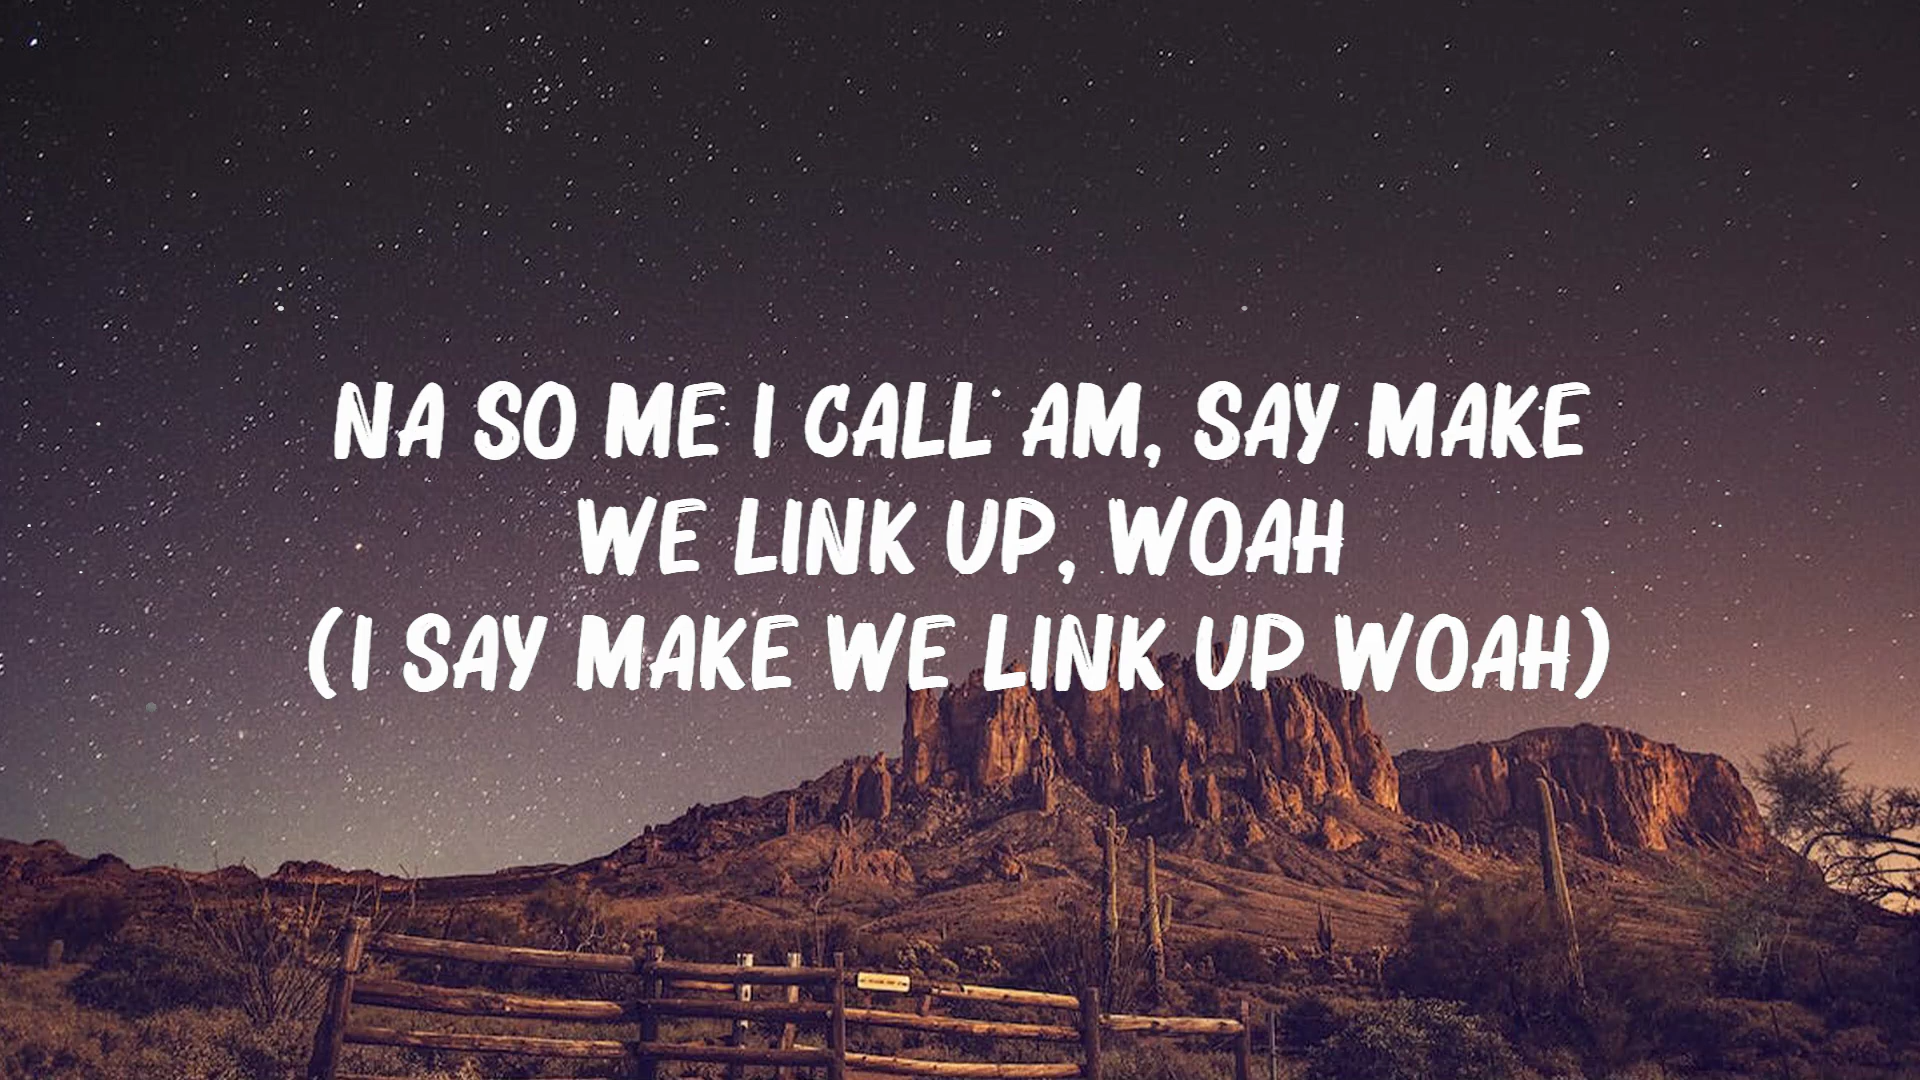 NA SO ME I CALL AM, SAY MAKE
WE LINK UP, WOAH
(I SAY MAKE WE LINK UP WOAH)